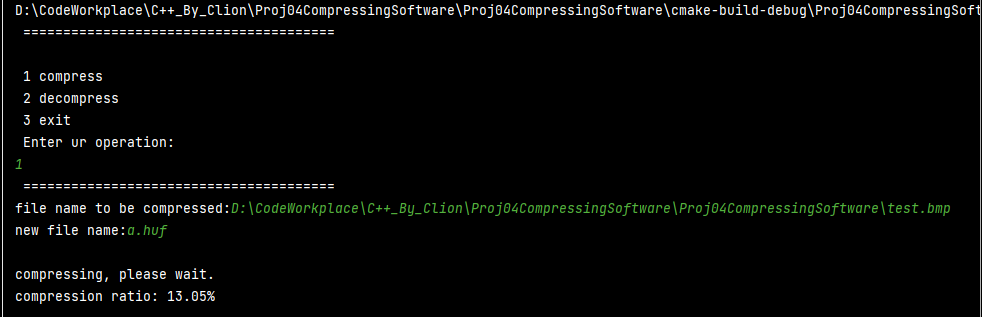 D:\CodeWorkplace\C++_By_Clion\Proj04CompressingSoftware\Proj04CompressingSoftware\cmake-build-debug\Proj04CompressingSoft
=======================================
1 compress
2 decompress
3 exit
Enter ur operation:
1
=======================================
file name to be compressed:D:\CodeWorkplace\C++_By_Clion\Proj04CompressingSoftware\Proj04CompressingSoftware\test.bmp
new file name:a.huf
compressing, please wait.
compression ratio: 13.05%